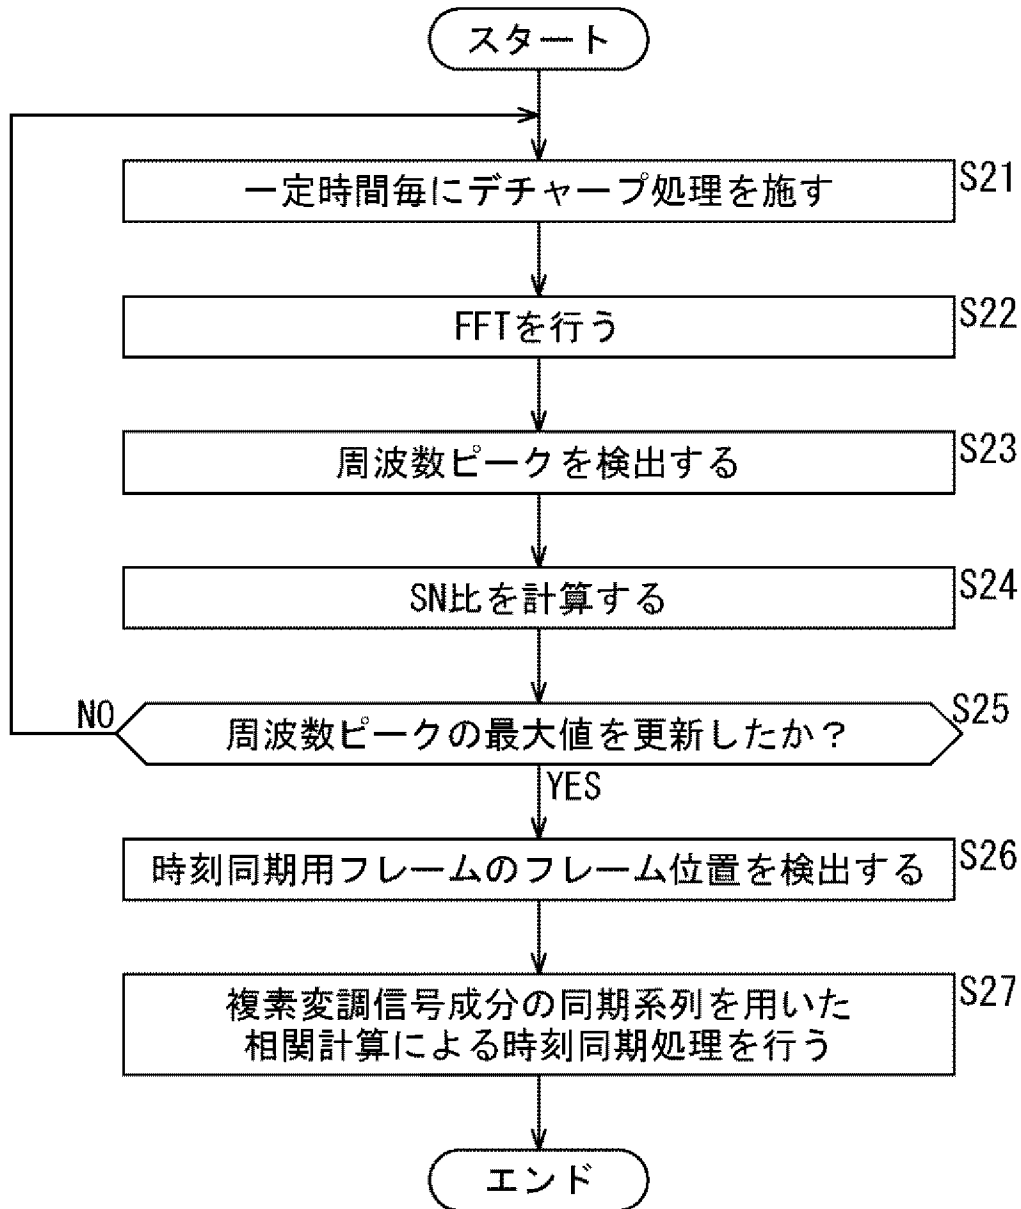 スタート
一定時間毎にデチャープ処理を施す
S21
FFTを行う
S22
周波数ピークを検出する
S23
SN比を計算する
S24
NO
周波数ピークの最大値を更新したか？
S25
YES
時刻同期用フレームのフレーム位置を検出する
S26
複素変調信号成分の同期系列を用いた
相関計算による時刻同期処理を行う
S27
エンド